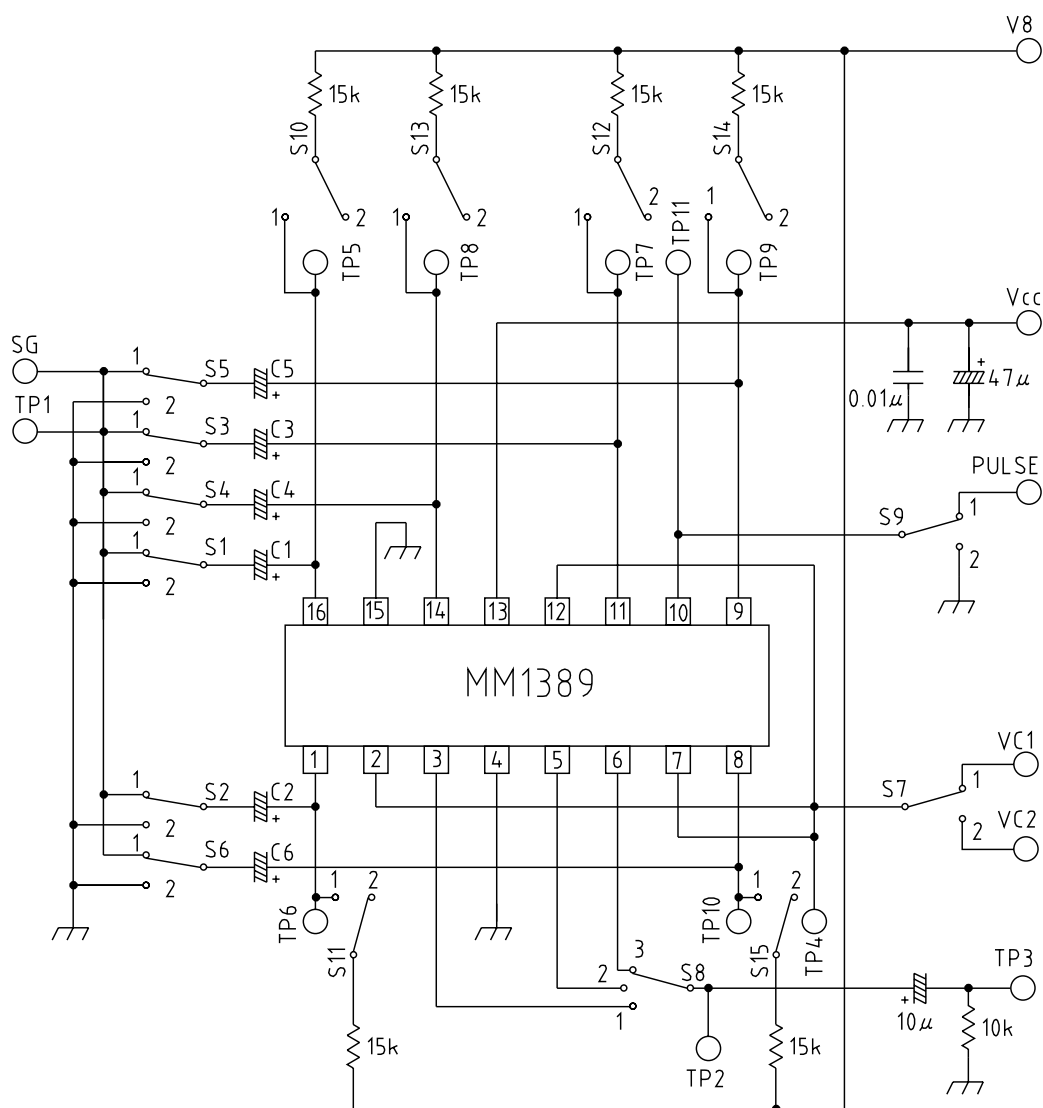 V8
15k
15k
15k
15k
S10
S13
S12
S14
1
2
1
2
1
2
1
2
TP5
TP8
TP7
TP11
TP9
Vcc
SG
TP1
1
S5
C5
+
2
1
S3
C3
+
2
1
S4
C4
+
2
1
S1
C1
+
2
0.01μ
+
47μ
PULSE
S9
1
2
16
15
14
13
12
11
10
9
MM1389
1
2
3
4
5
6
7
8
1
S2
C2
+
2
1
S6
C6
+
2
VC1
S7
1
2
VC2
1
2
TP6
S11
1
2
TP10
S15
TP4
3
2
1
S8
TP2
+
10μ
TP3
10k
15k
15k